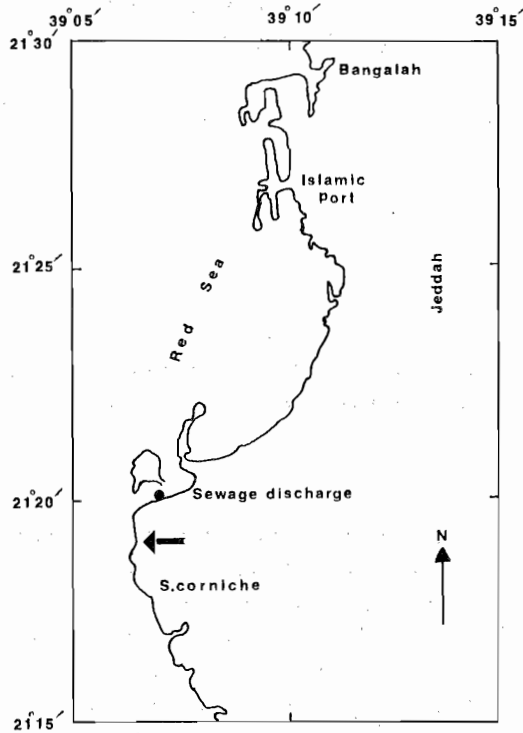 39°05′ 39°10′ 39°15′
21°30′
Bangalah
Islamic
port
21°25′
Red Sea
Jeddah
21°20′
Sewage discharge
N
S.corniche
21°15′